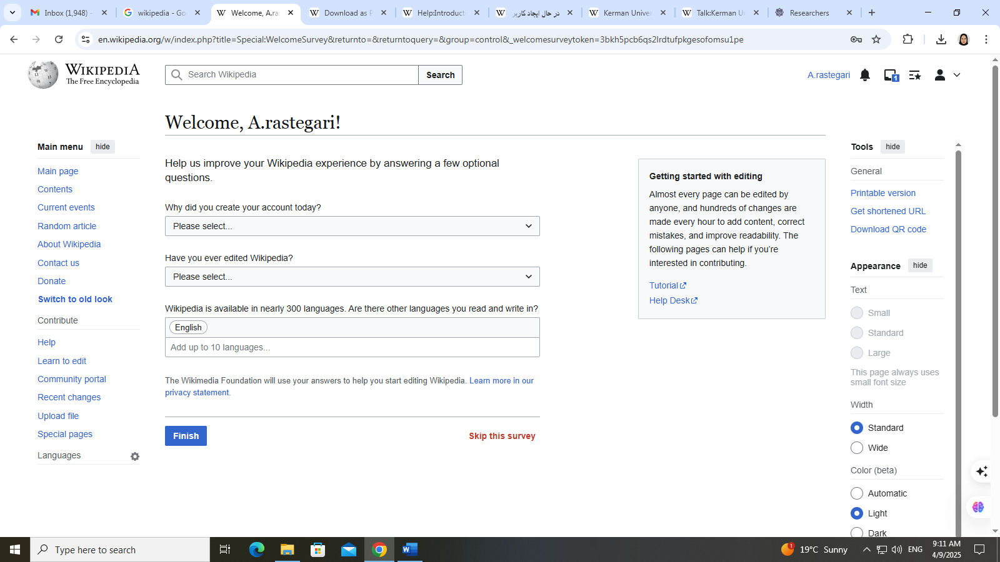 Inbox (1,948) -
wikipedia - Go
Welcome, A.ra
Download as P
Help:Introduct
در حال ایجاد کاربر
Kerman Univer
Talk:Kerman U
Researchers
en.wikipedia.org/w/index.php?title=Special:WelcomeSurvey&returnto=&returntoquery=&group=control&_welcomesurveytoken=3bkh5pcb6qs2lrdtufpkgesofomsu1pe
WIKIPEDIA
The Free Encyclopedia
Search Wikipedia
Search
A.rastegari
1
Welcome, A.rastegari!
Main menu
hide
Main page
Contents
Current events
Random article
About Wikipedia
Contact us
Donate
Switch to old look
Contribute
Help
Learn to edit
Community portal
Recent changes
Upload file
Special pages
Languages
Help us improve your Wikipedia experience by answering a few optional
questions.
Why did you create your account today?
Please select...
Have you ever edited Wikipedia?
Please select...
Wikipedia is available in nearly 300 languages. Are there other languages you read and write in?
English
Add up to 10 languages...
The Wikimedia Foundation will use your answers to help you start editing Wikipedia. Learn more in our
privacy statement.
Finish
Skip this survey
Getting started with editing
Almost every page can be edited by
anyone, and hundreds of changes are
made every hour to add content, correct
mistakes, and improve readability. The
following pages can help if you're
interested in contributing.
Tutorial
Help Desk
Tools
hide
General
Printable version
Get shortened URL
Download QR code
Appearance
hide
Text
Small
Standard
Large
This page always uses
small font size
Width
Standard
Wide
Color (beta)
Automatic
Light
Dark
Type here to search
1
19°C Sunny
ENG
9:11 AM
4/9/2025